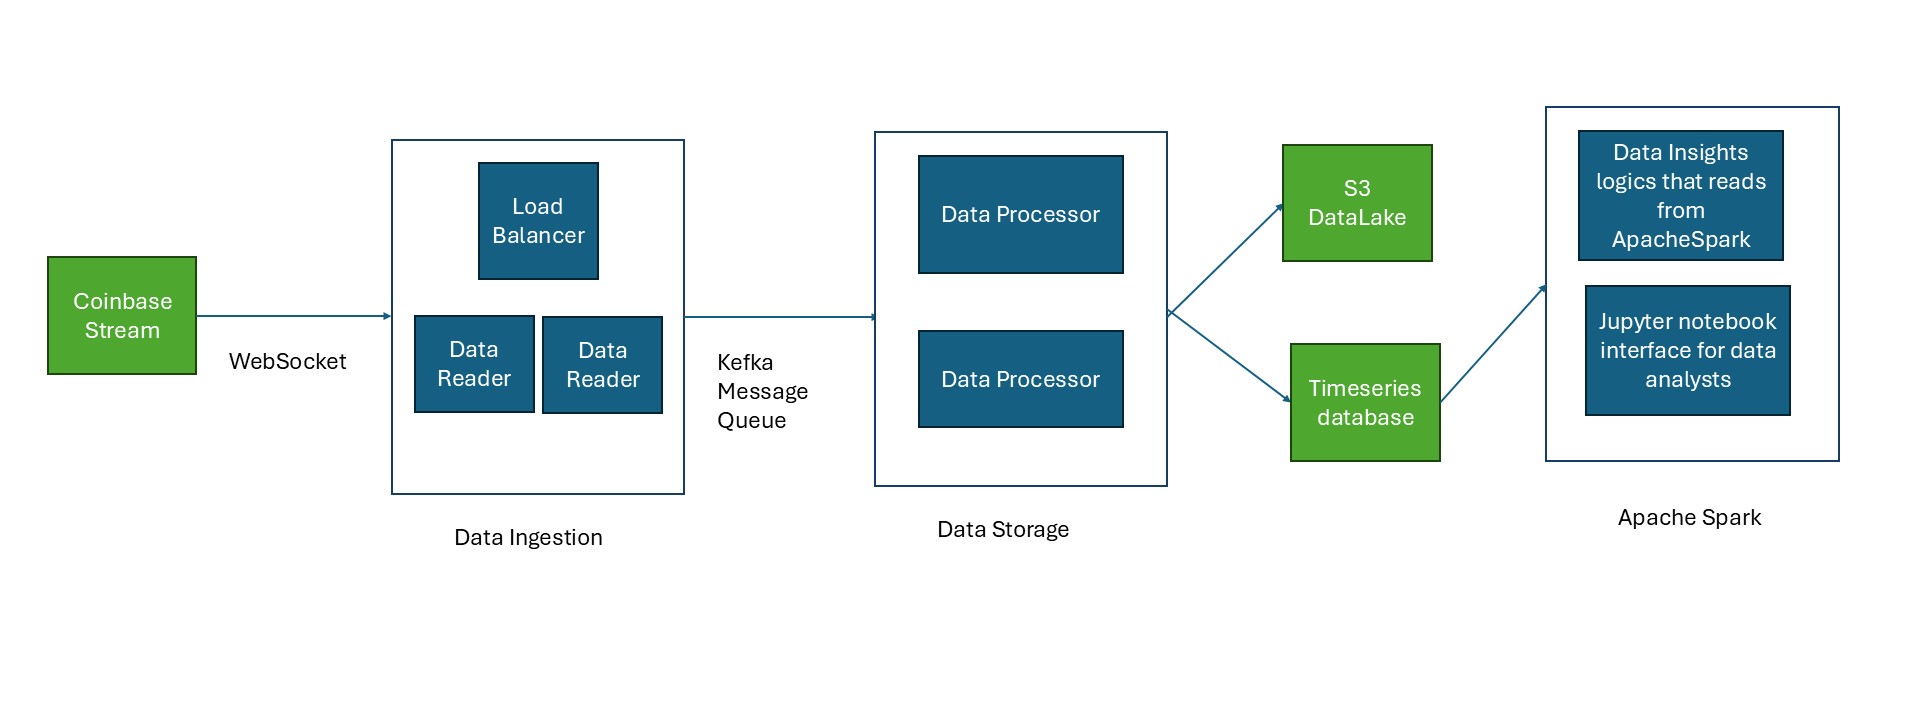 Coinbase
Stream
WebSocket
Load
Balancer
Data
Reader
Data
Reader
Data Ingestion
Kefka
Message
Queue
Data Processor
Data Processor
Data Storage
S3
DataLake
Timeseries
database
Data Insights
logics that reads
from
ApacheSpark
Jupyter notebook
interface for data
analysts
Apache Spark